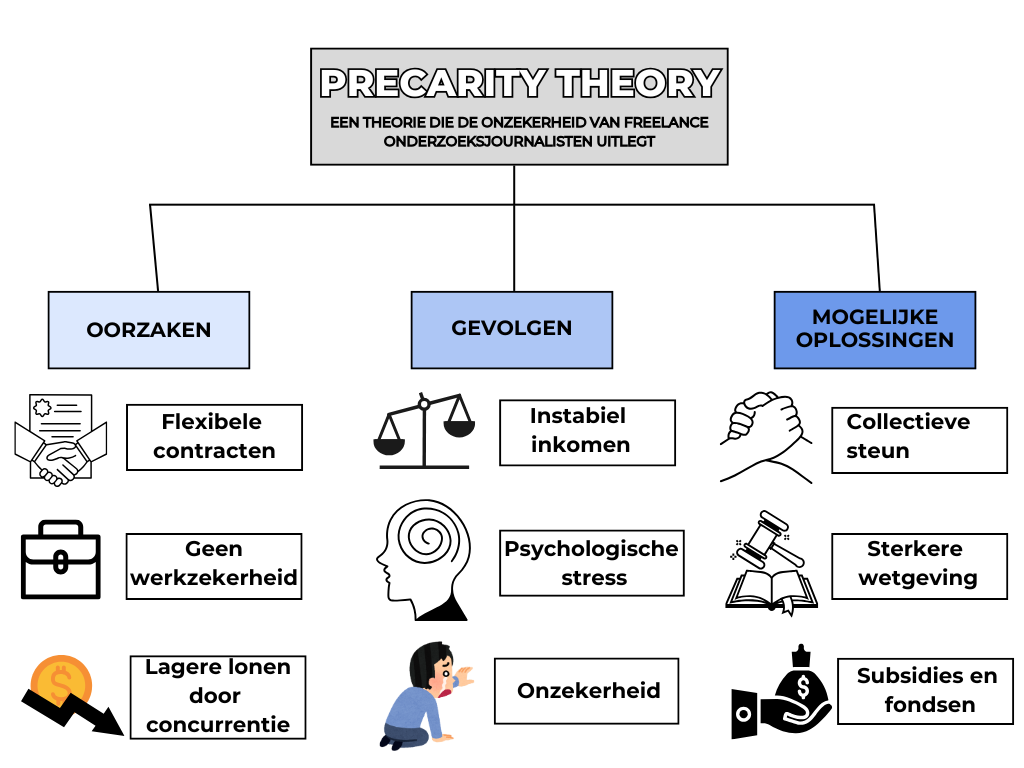 PRECARITY THEORY
EEN THEORIE DIE DE ONZEKERHEID VAN FREELANCE
ONDERZOEKSJOURNALISTEN UITLEGT
OORZAKEN
Flexibele
contracten
Geen
werkzekerheid
$
Lagere lonen
door
concurrentie
GEVOLGEN
Instabiel
inkomen
Psychologische
stress
Onzekerheid
MOGELIJKE
OPLOSSINGEN
Collectieve
steun
Sterkere
wetgeving
$
Subsidies en
fondsen